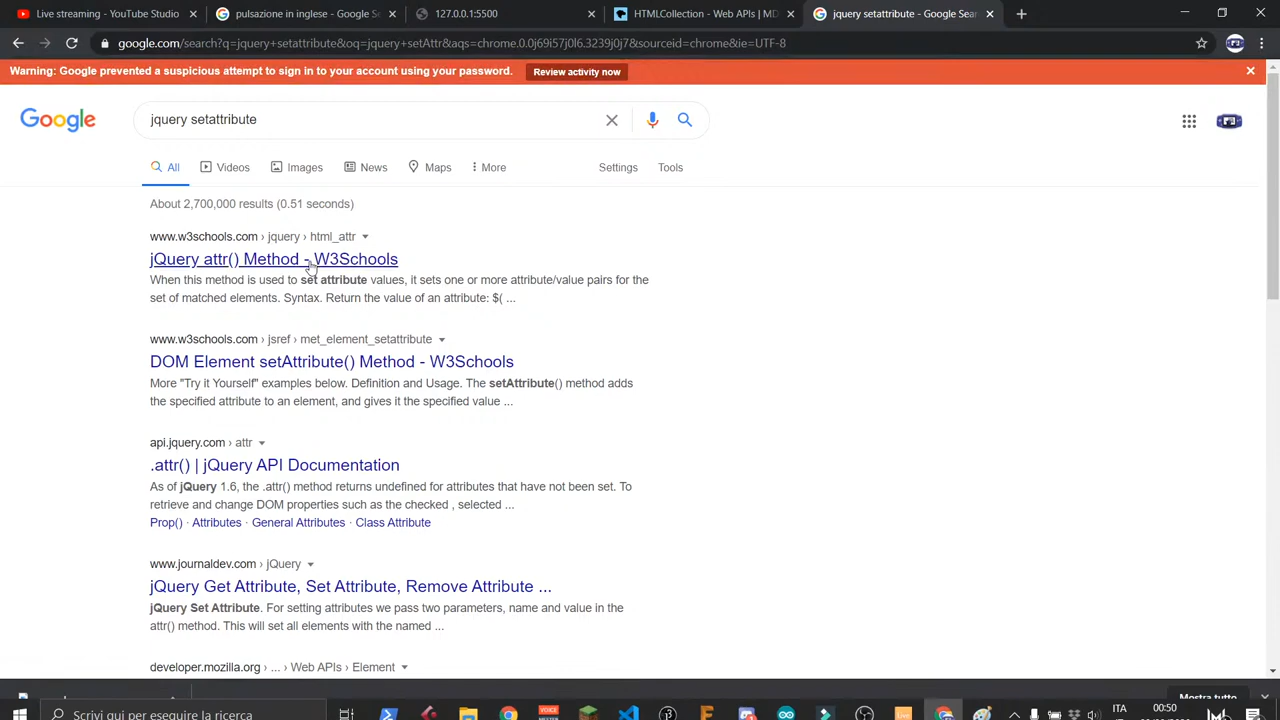 Live streaming - YouTube Studio
pulsazione in inglese - Google Se
127.0.0.1:5500
HTMLCollection - Web APIs | MD
jquery setattribute - Google Sear
google.com/search?q=jquery+setattribute&oq=jquery+setAttr&aqs=chrome.0.0j69i57j0l6.3239j0j7&sourceid=chrome&ie=UTF-8
Warning: Google prevented a suspicious attempt to sign in to your account using your password.
Review activity now
Google
jquery setattribute
All
Videos
Images
News
Maps
More
Settings
Tools
About 2,700,000 results (0.51 seconds)
www.w3schools.com › jquery › html_attr
jQuery attr() Method - W3Schools
When this method is used to set attribute values, it sets one or more attribute/value pairs for the
set of matched elements. Syntax. Return the value of an attribute: $( ...
www.w3schools.com › jsref › met_element_setattribute
DOM Element setAttribute() Method - W3Schools
More "Try it Yourself" examples below. Definition and Usage. The setAttribute() method adds
the specified attribute to an element, and gives it the specified value ...
api.jquery.com › attr
.attr() | jQuery API Documentation
As of jQuery 1.6, the .attr() method returns undefined for attributes that have not been set. To
retrieve and change DOM properties such as the checked , selected ...
Prop() · Attributes · General Attributes · Class Attribute
www.journaldev.com › jQuery
jQuery Get Attribute, Set Attribute, Remove Attribute ...
jQuery Set Attribute. For setting attributes we pass two parameters, name and value in the
attr() method. This will set all elements with the named ...
developer.mozilla.org › ... › Web APIs › Element
Mostra tutto
Scrivi qui per eseguire la ricerca
ITA
00:50